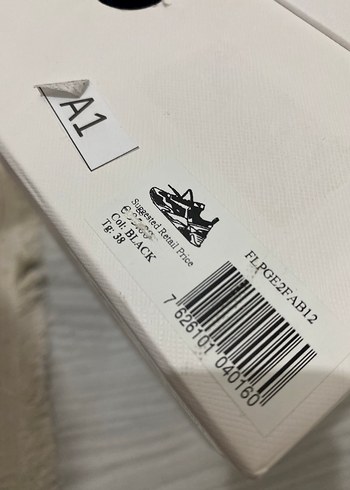 A1
Suggested Retail Price
€
Col: BLACK
Tg: 38
FLPGE2FAB12
7 626101 040160